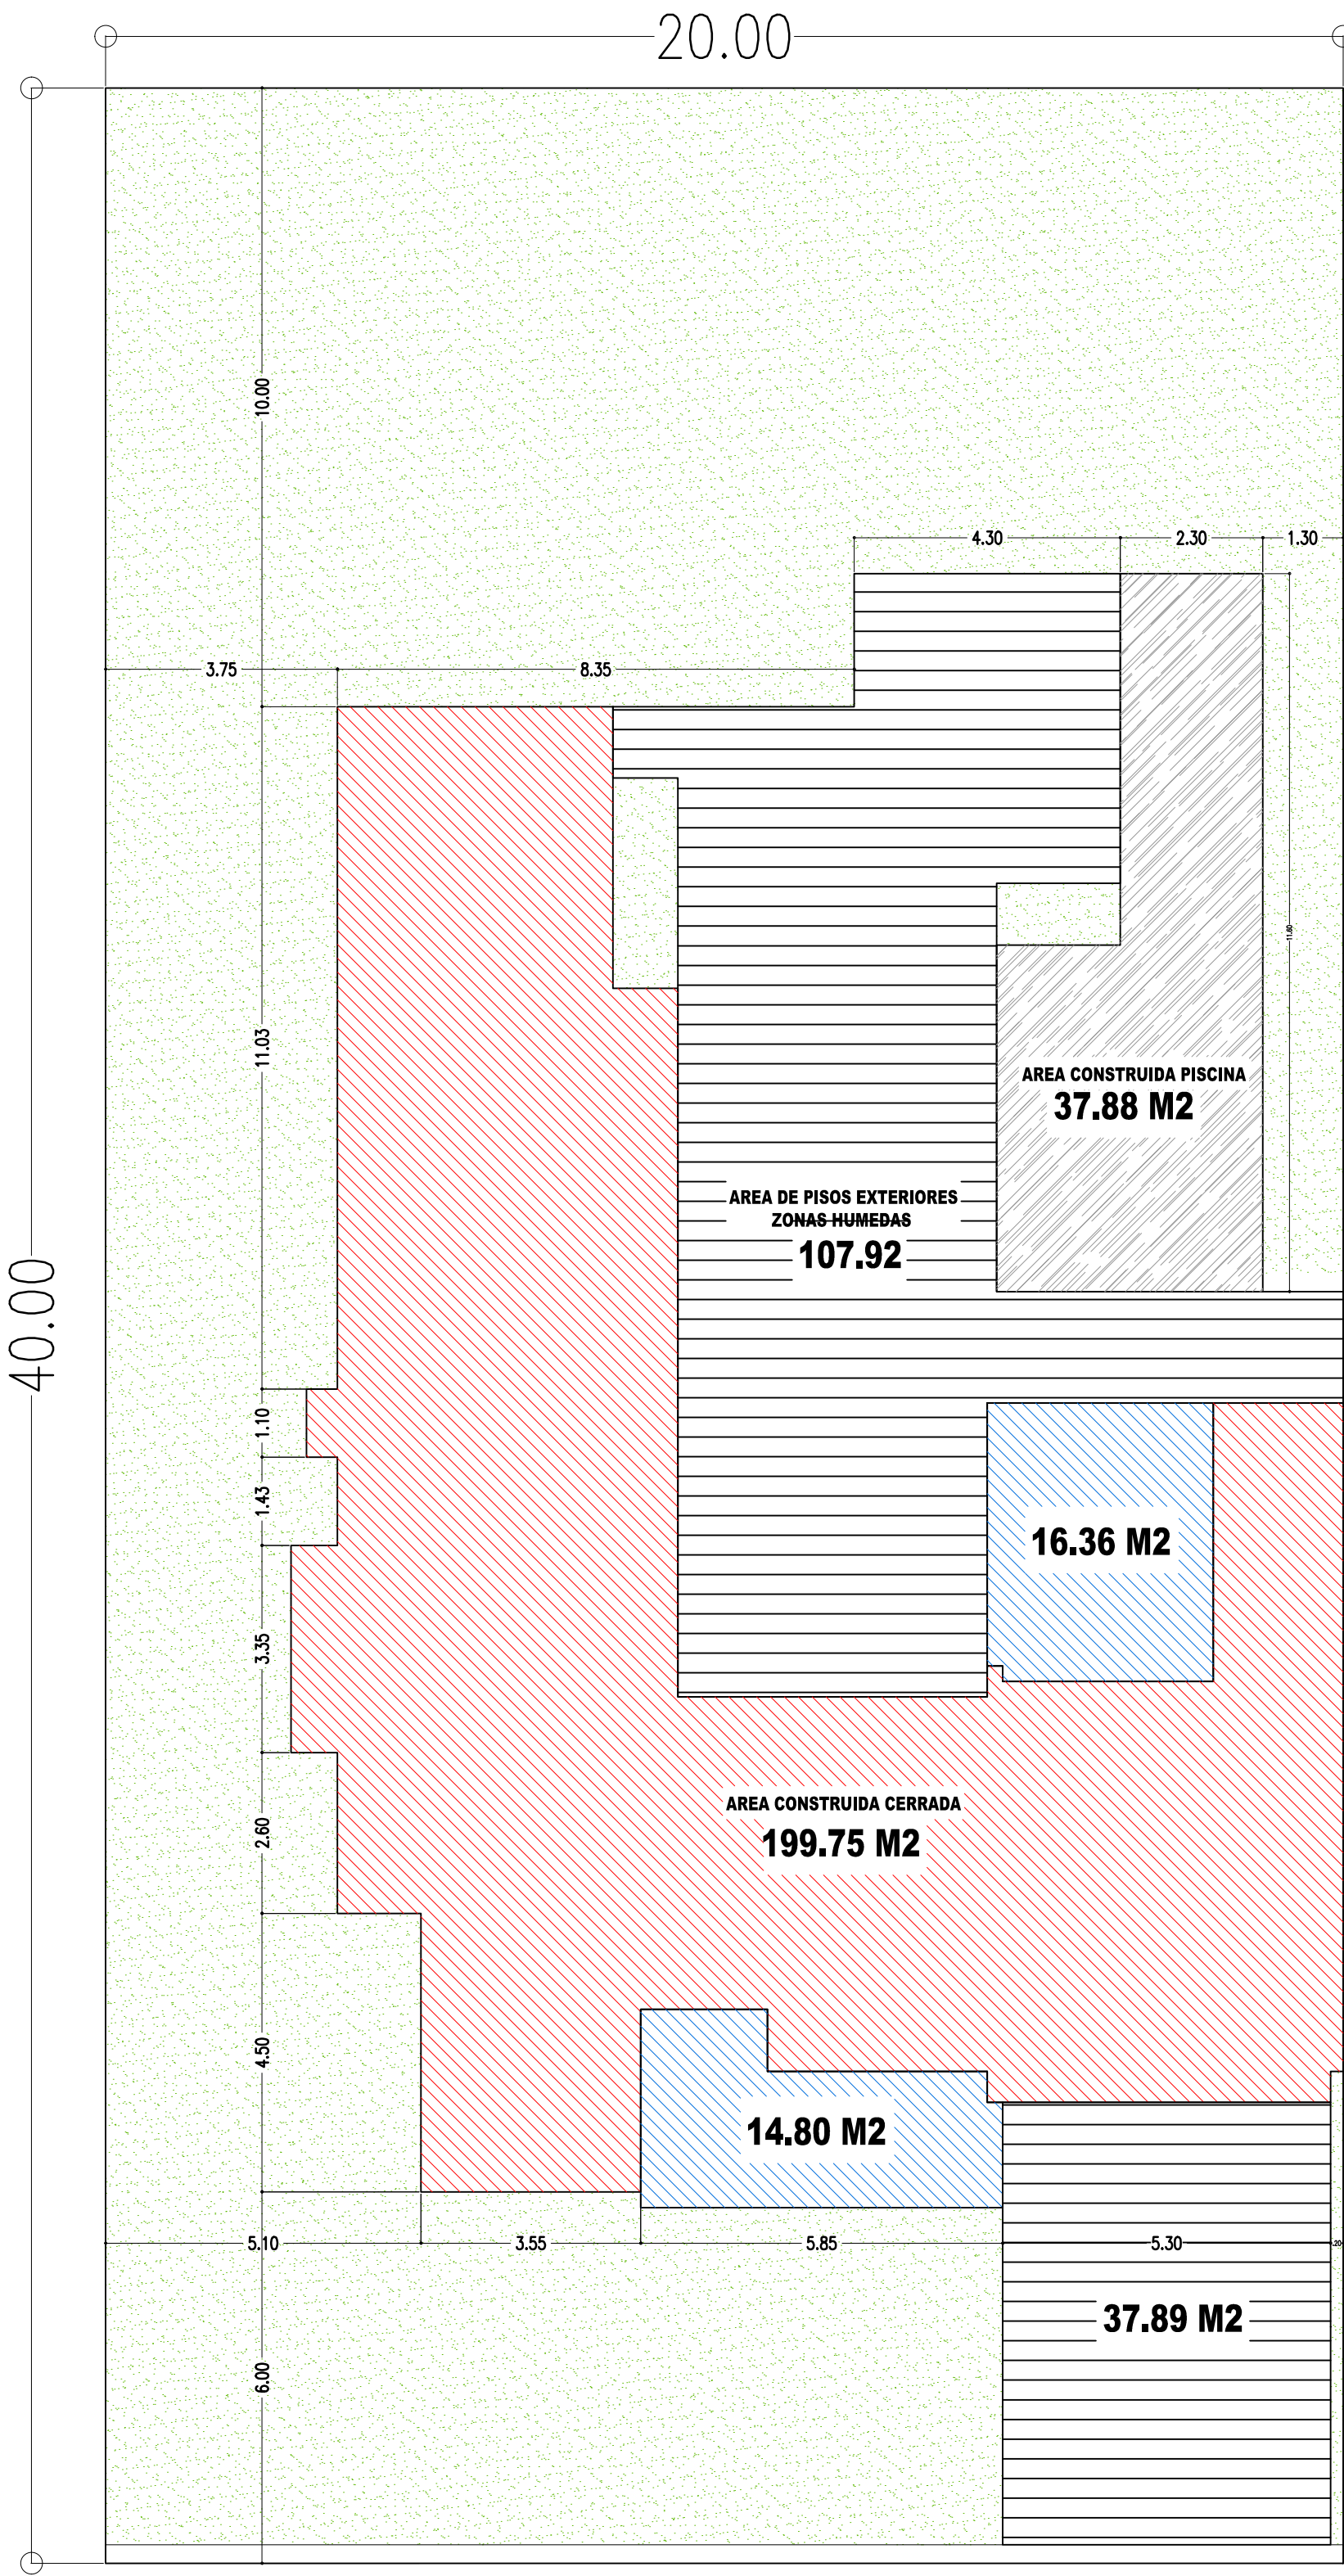 20.00
40.00
10.00
4.30
2.30
1.30
3.75
8.35
11.60
11.03
AREA CONSTRUIDA PISCINA
37.88 M2
AREA DE PISOS EXTERIORES
ZONAS HUMEDAS
107.92
1.10
1.43
16.36 M2
3.35
AREA CONSTRUIDA CERRADA
199.75 M2
2.60
4.50
14.80 M2
5.10
3.55
5.85
5.30
.20
37.89 M2
6.00